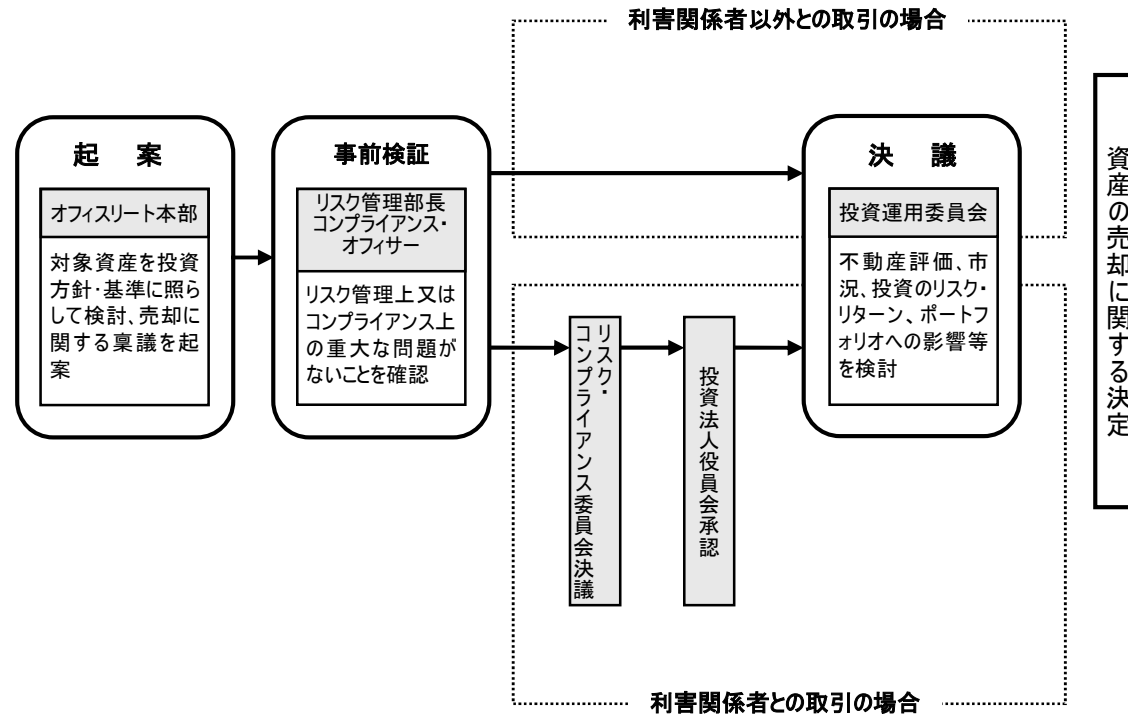 利害関係者以外との取引の場合
起　案
オフィスリート本部
対象資産を投資
方針・基準に照ら
して検討、売却に
関する稟議を起
案
事前検証
リスク管理部長
コンプライアンス・
オフィサー
リスク管理上又は
コンプライアンス上
の重大な問題が
ないことを確認
リスク・
コンプライアンス委員会決議
投資法人役員会承認
決　議
投資運用委員会
不動産評価、市
況、投資のリスク・
リターン、ポートフ
ォリオへの影響等
を検討
資産の売却に関する決定
利害関係者との取引の場合